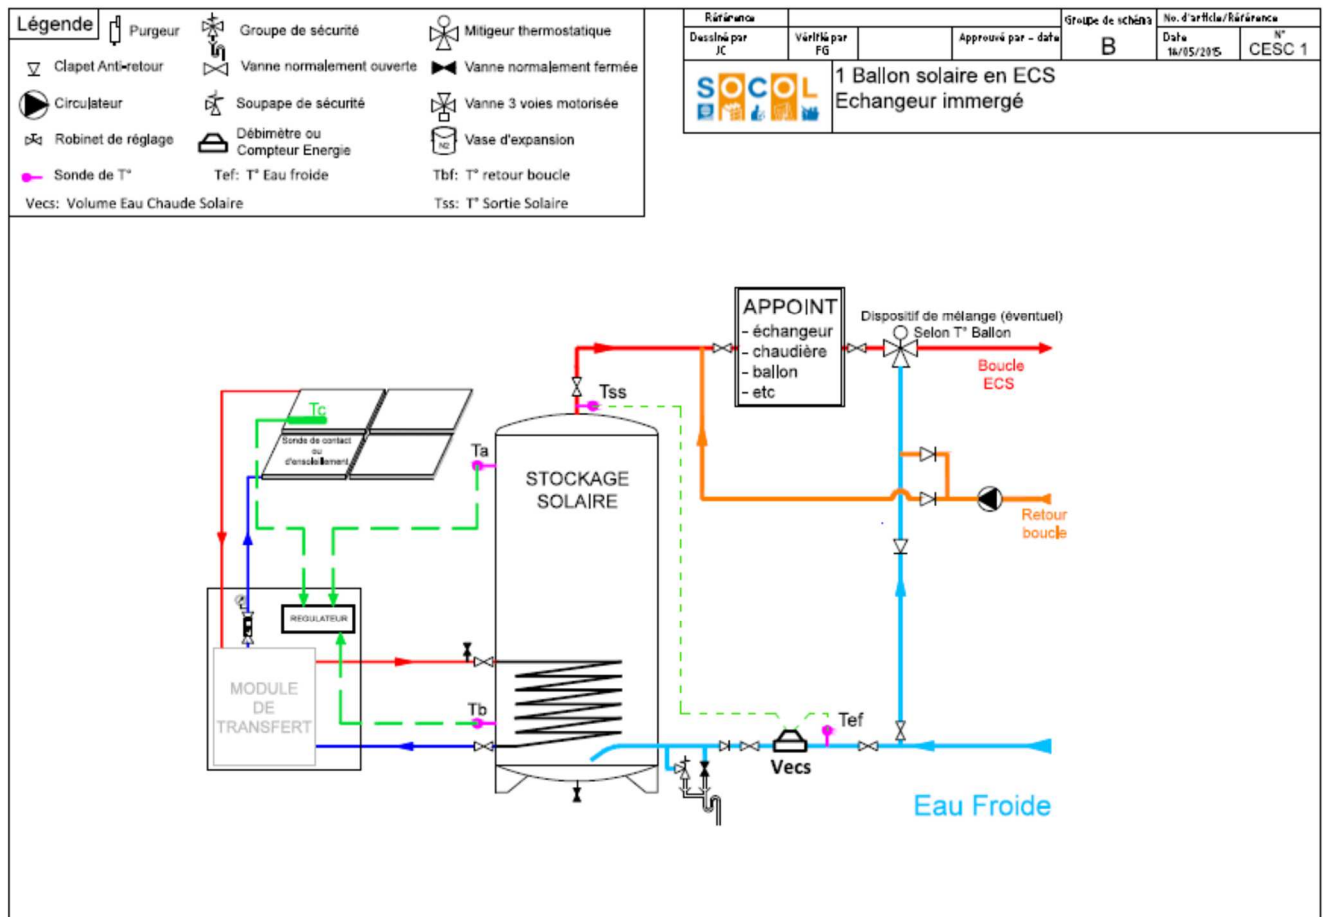 Légende
Purgeur
Groupe de sécurité
Mitigeur thermostatique
Clapet Anti-retour
Vanne normalement ouverte
Vanne normalement fermée
Circulateur
Soupape de sécurité
Vanne 3 voies motorisée
Robinet de réglage
Débimètre ou
Compteur Energie
N2
Vase d'expansion
Sonde de T°
Tef: T° Eau froide
Tbf: T° retour boucle
Vecs: Volume Eau Chaude Solaire
Tss: T° Sortie Solaire
Référence
Groupe de schéma
No. d'article/Référence
Dessiné par
JC
Vérifié par
FG
Approuvé par - date
B
Date
18/05/2015
N°
CESC 1
SOCOL
1 Ballon solaire en ECS
Echangeur immergé
APPOINT
- échangeur
- chaudière
- ballon
- etc
Dispositif de mélange (éventuel)
Selon T° Ballon
Boucle
ECS
Tss
Tc
Sonde de contact
ou
d'ensoleillement
Ta
STOCKAGE
SOLAIRE
Retour
boucle
REGULATEUR
MODULE
DE
TRANSFERT
Tb
Tef
Vecs
Eau Froide